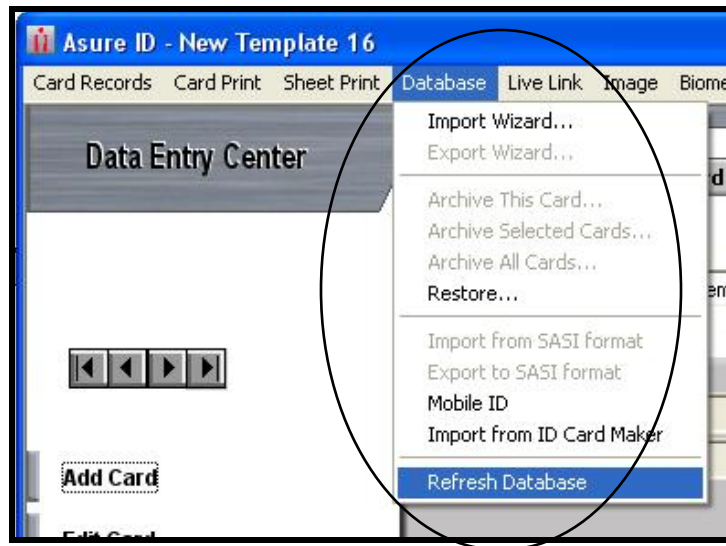 Asure ID - New Template 16
Card Records Card Print Sheet Print Database Live Link Image
Data Entry Center
Import Wizard...
Export Wizard...
Archive This Card...
Archive Selected Cards...
Archive All Cards...
Restore...
Import from SASI format
Export to SASI format
Mobile ID
Import from ID Card Maker
Add Card
Refresh Database
Edit Card